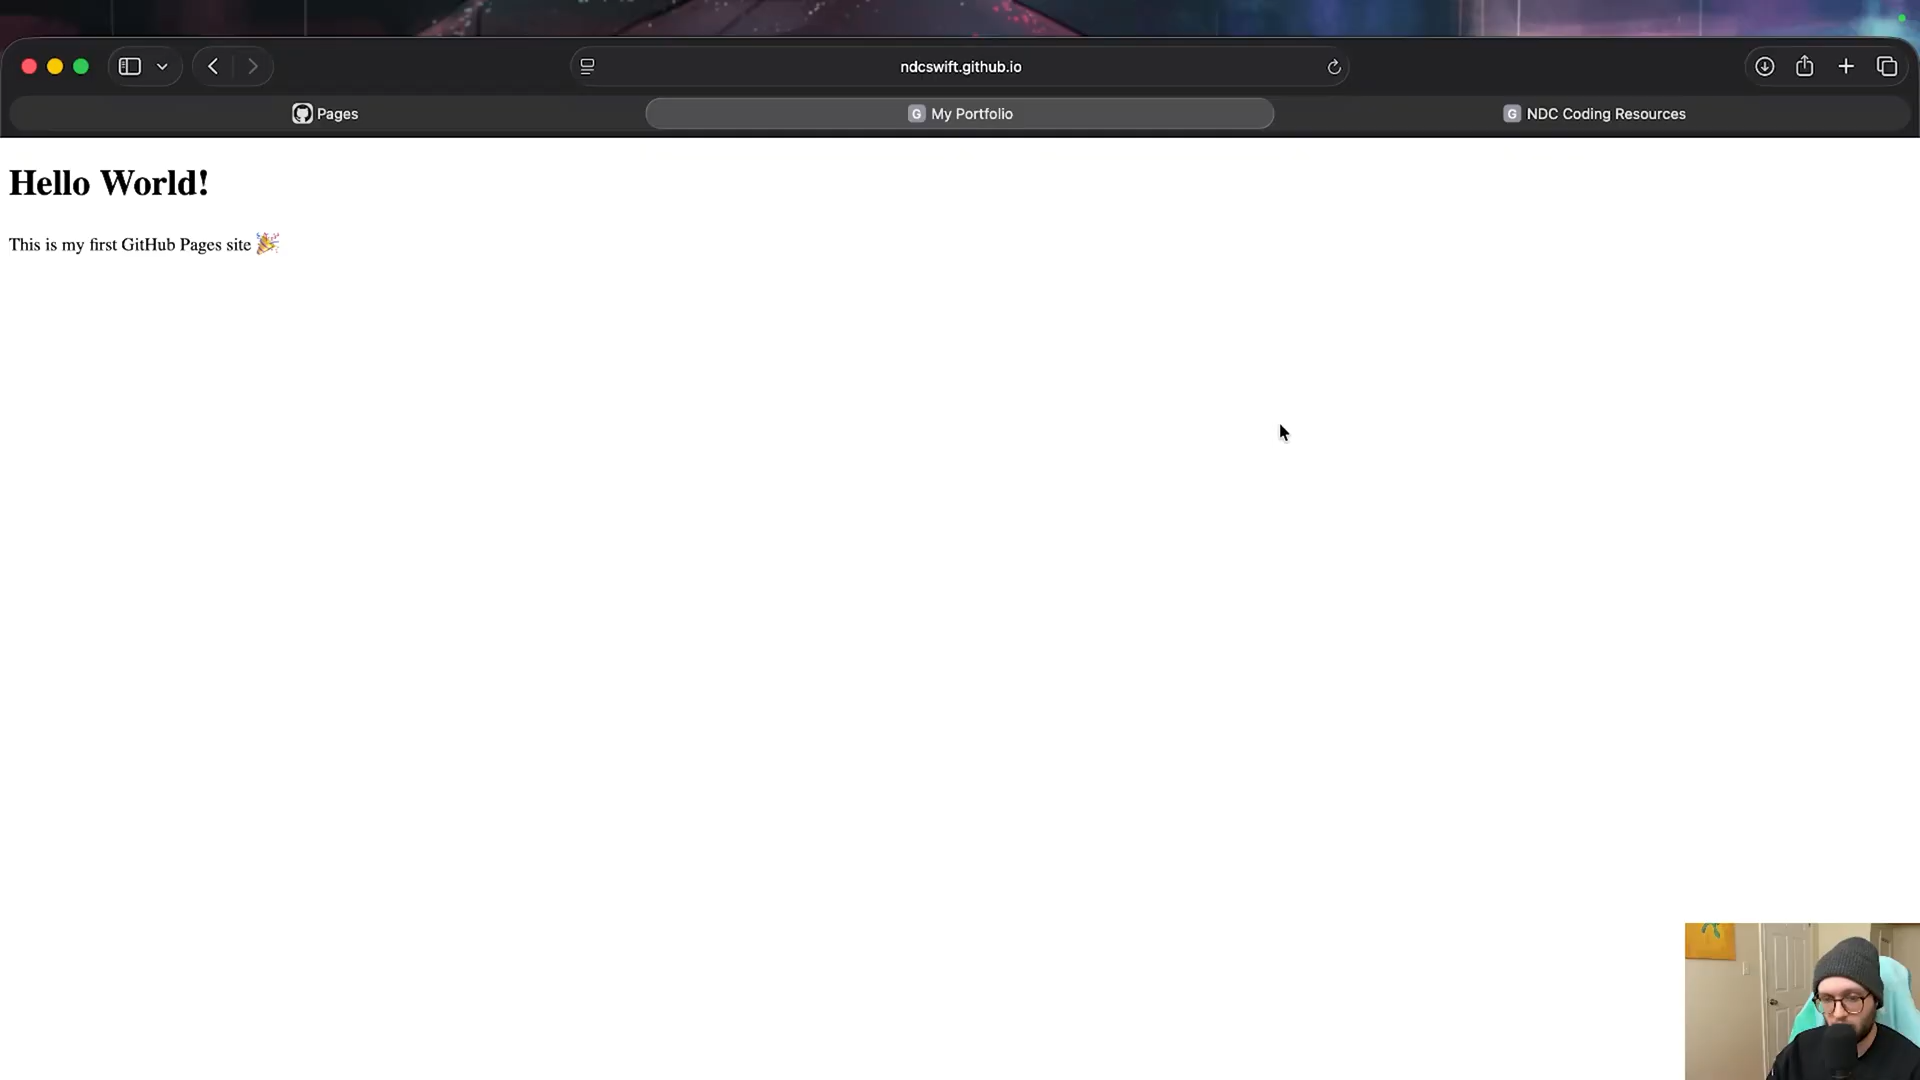 ndcswift.github.io
Pages
G My Portfolio
G NDC Coding Resources
Hello World!
This is my first GitHub Pages site 🎉